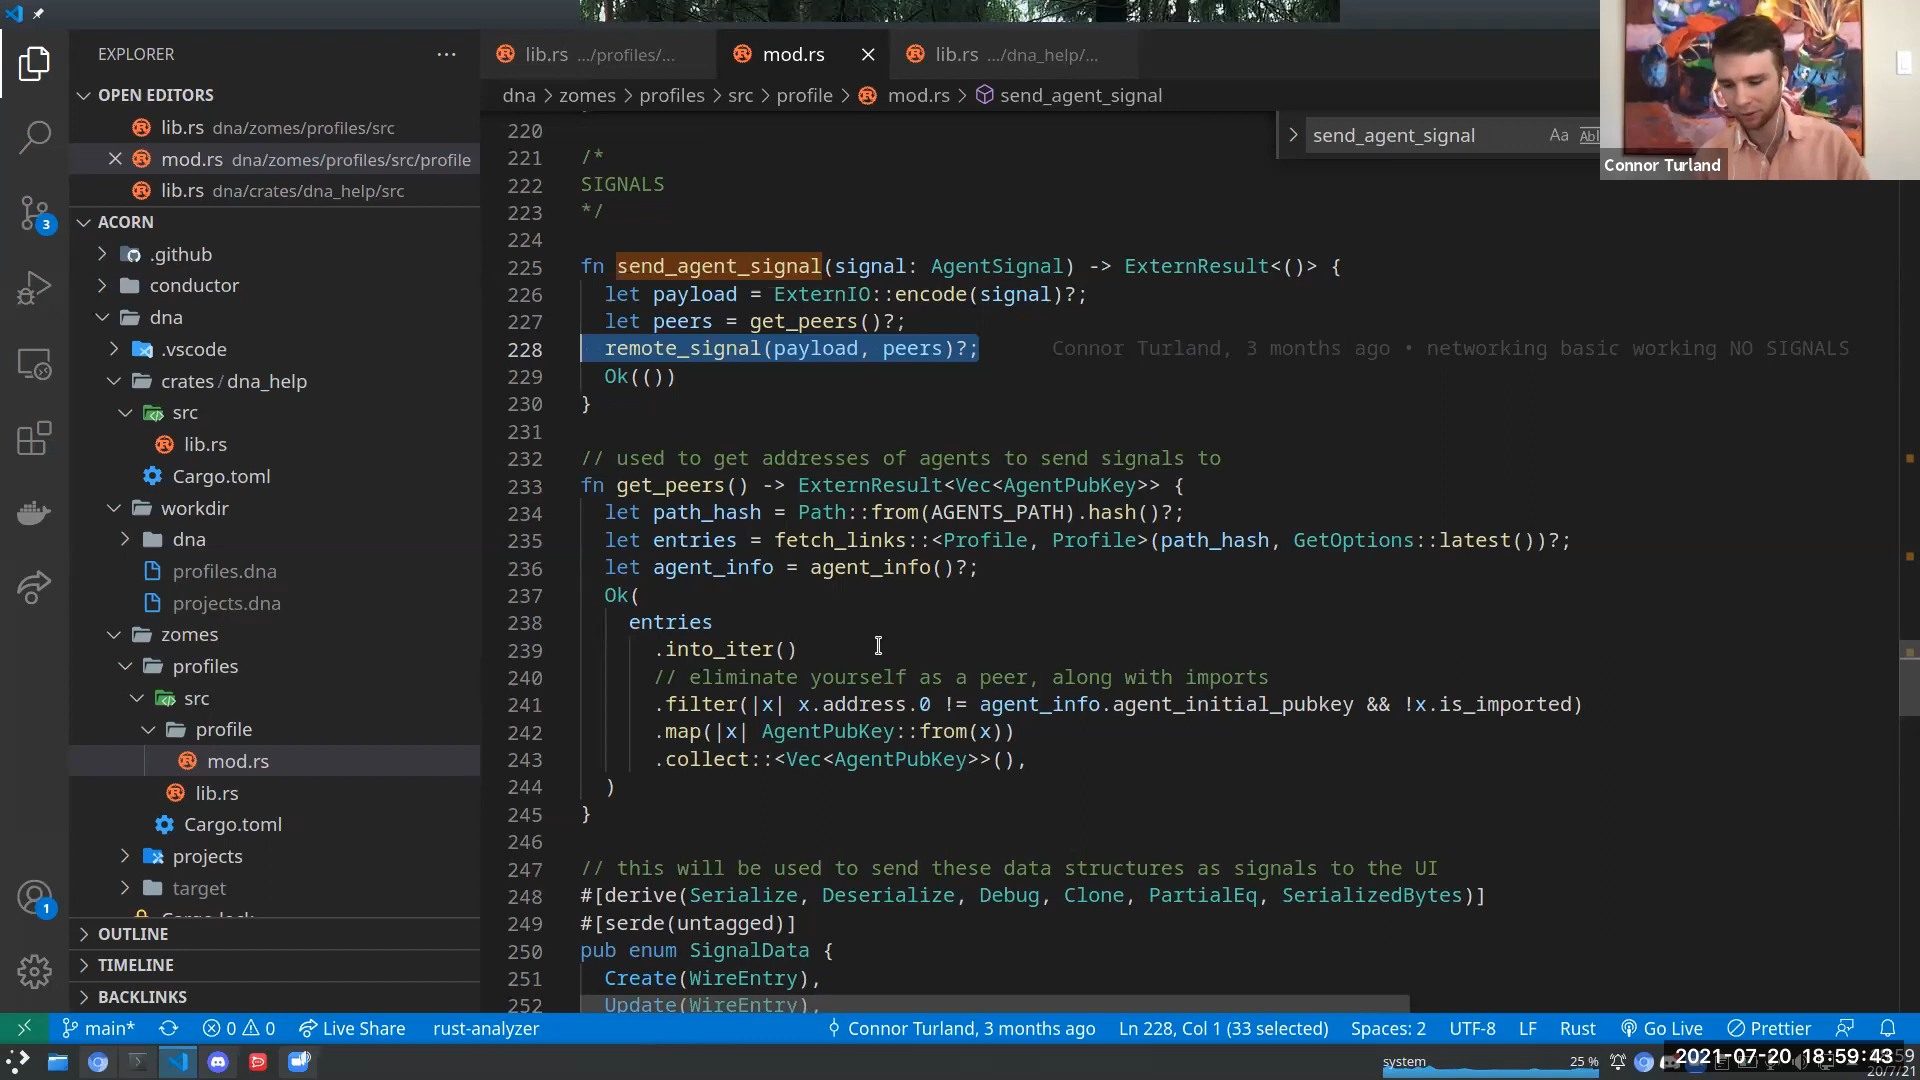 EXPLORER
OPEN EDITORS
lib.rs dna/zomes/profiles/src
mod.rs dna/zomes/profiles/src/profile
lib.rs dna/crates/dna_help/src
ACORN
.github
conductor
dna
.vscode
crates / dna_help
src
lib.rs
Cargo.toml
workdir
dna
profiles.dna
projects.dna
zomes
profiles
src
profile
mod.rs
lib.rs
Cargo.toml
projects
target
Cargo.lock
OUTLINE
TIMELINE
BACKLINKS
3
1
lib.rs .../profiles/...
mod.rs
lib.rs .../dna_help/...
dna > zomes > profiles > src > profile > mod.rs > send_agent_signal
send_agent_signal Aa Ab
Connor Turland
220
221 /*
222 SIGNALS
223 */
224
225 fn send_agent_signal(signal: AgentSignal) -> ExternResult<()> {
226 let payload = ExternIO::encode(signal)?;
227 let peers = get_peers()?;
228 remote_signal(payload, peers)?; Connor Turland, 3 months ago • networking basic working NO SIGNALS
229 Ok(())
230 }
231
232 // used to get addresses of agents to send signals to
233 fn get_peers() -> ExternResult<Vec<AgentPubKey>> {
234 let path_hash = Path::from(AGENTS_PATH).hash()?;
235 let entries = fetch_links::<Profile, Profile>(path_hash, GetOptions::latest())?;
236 let agent_info = agent_info()?;
237 Ok(
238 entries
239 .into_iter()
240 // eliminate yourself as a peer, along with imports
241 .filter(|x| x.address.0 != agent_info.agent_initial_pubkey && !x.is_imported)
242 .map(|x| AgentPubKey::from(x))
243 .collect::<Vec<AgentPubKey>>(),
244 )
245 }
246
247 // this will be used to send these data structures as signals to the UI
248 #[derive(Serialize, Deserialize, Debug, Clone, PartialEq, SerializedBytes)]
249 #[serde(untagged)]
250 pub enum SignalData {
251 Create(WireEntry),
252 Update(WireEntry),
main* 0 0 Live Share rust-analyzer Connor Turland, 3 months ago Ln 228, Col 1 (33 selected) Spaces: 2 UTF-8 LF Rust Go Live Prettier
system 25 % 2021-07-20 18:59:43
20/7/21